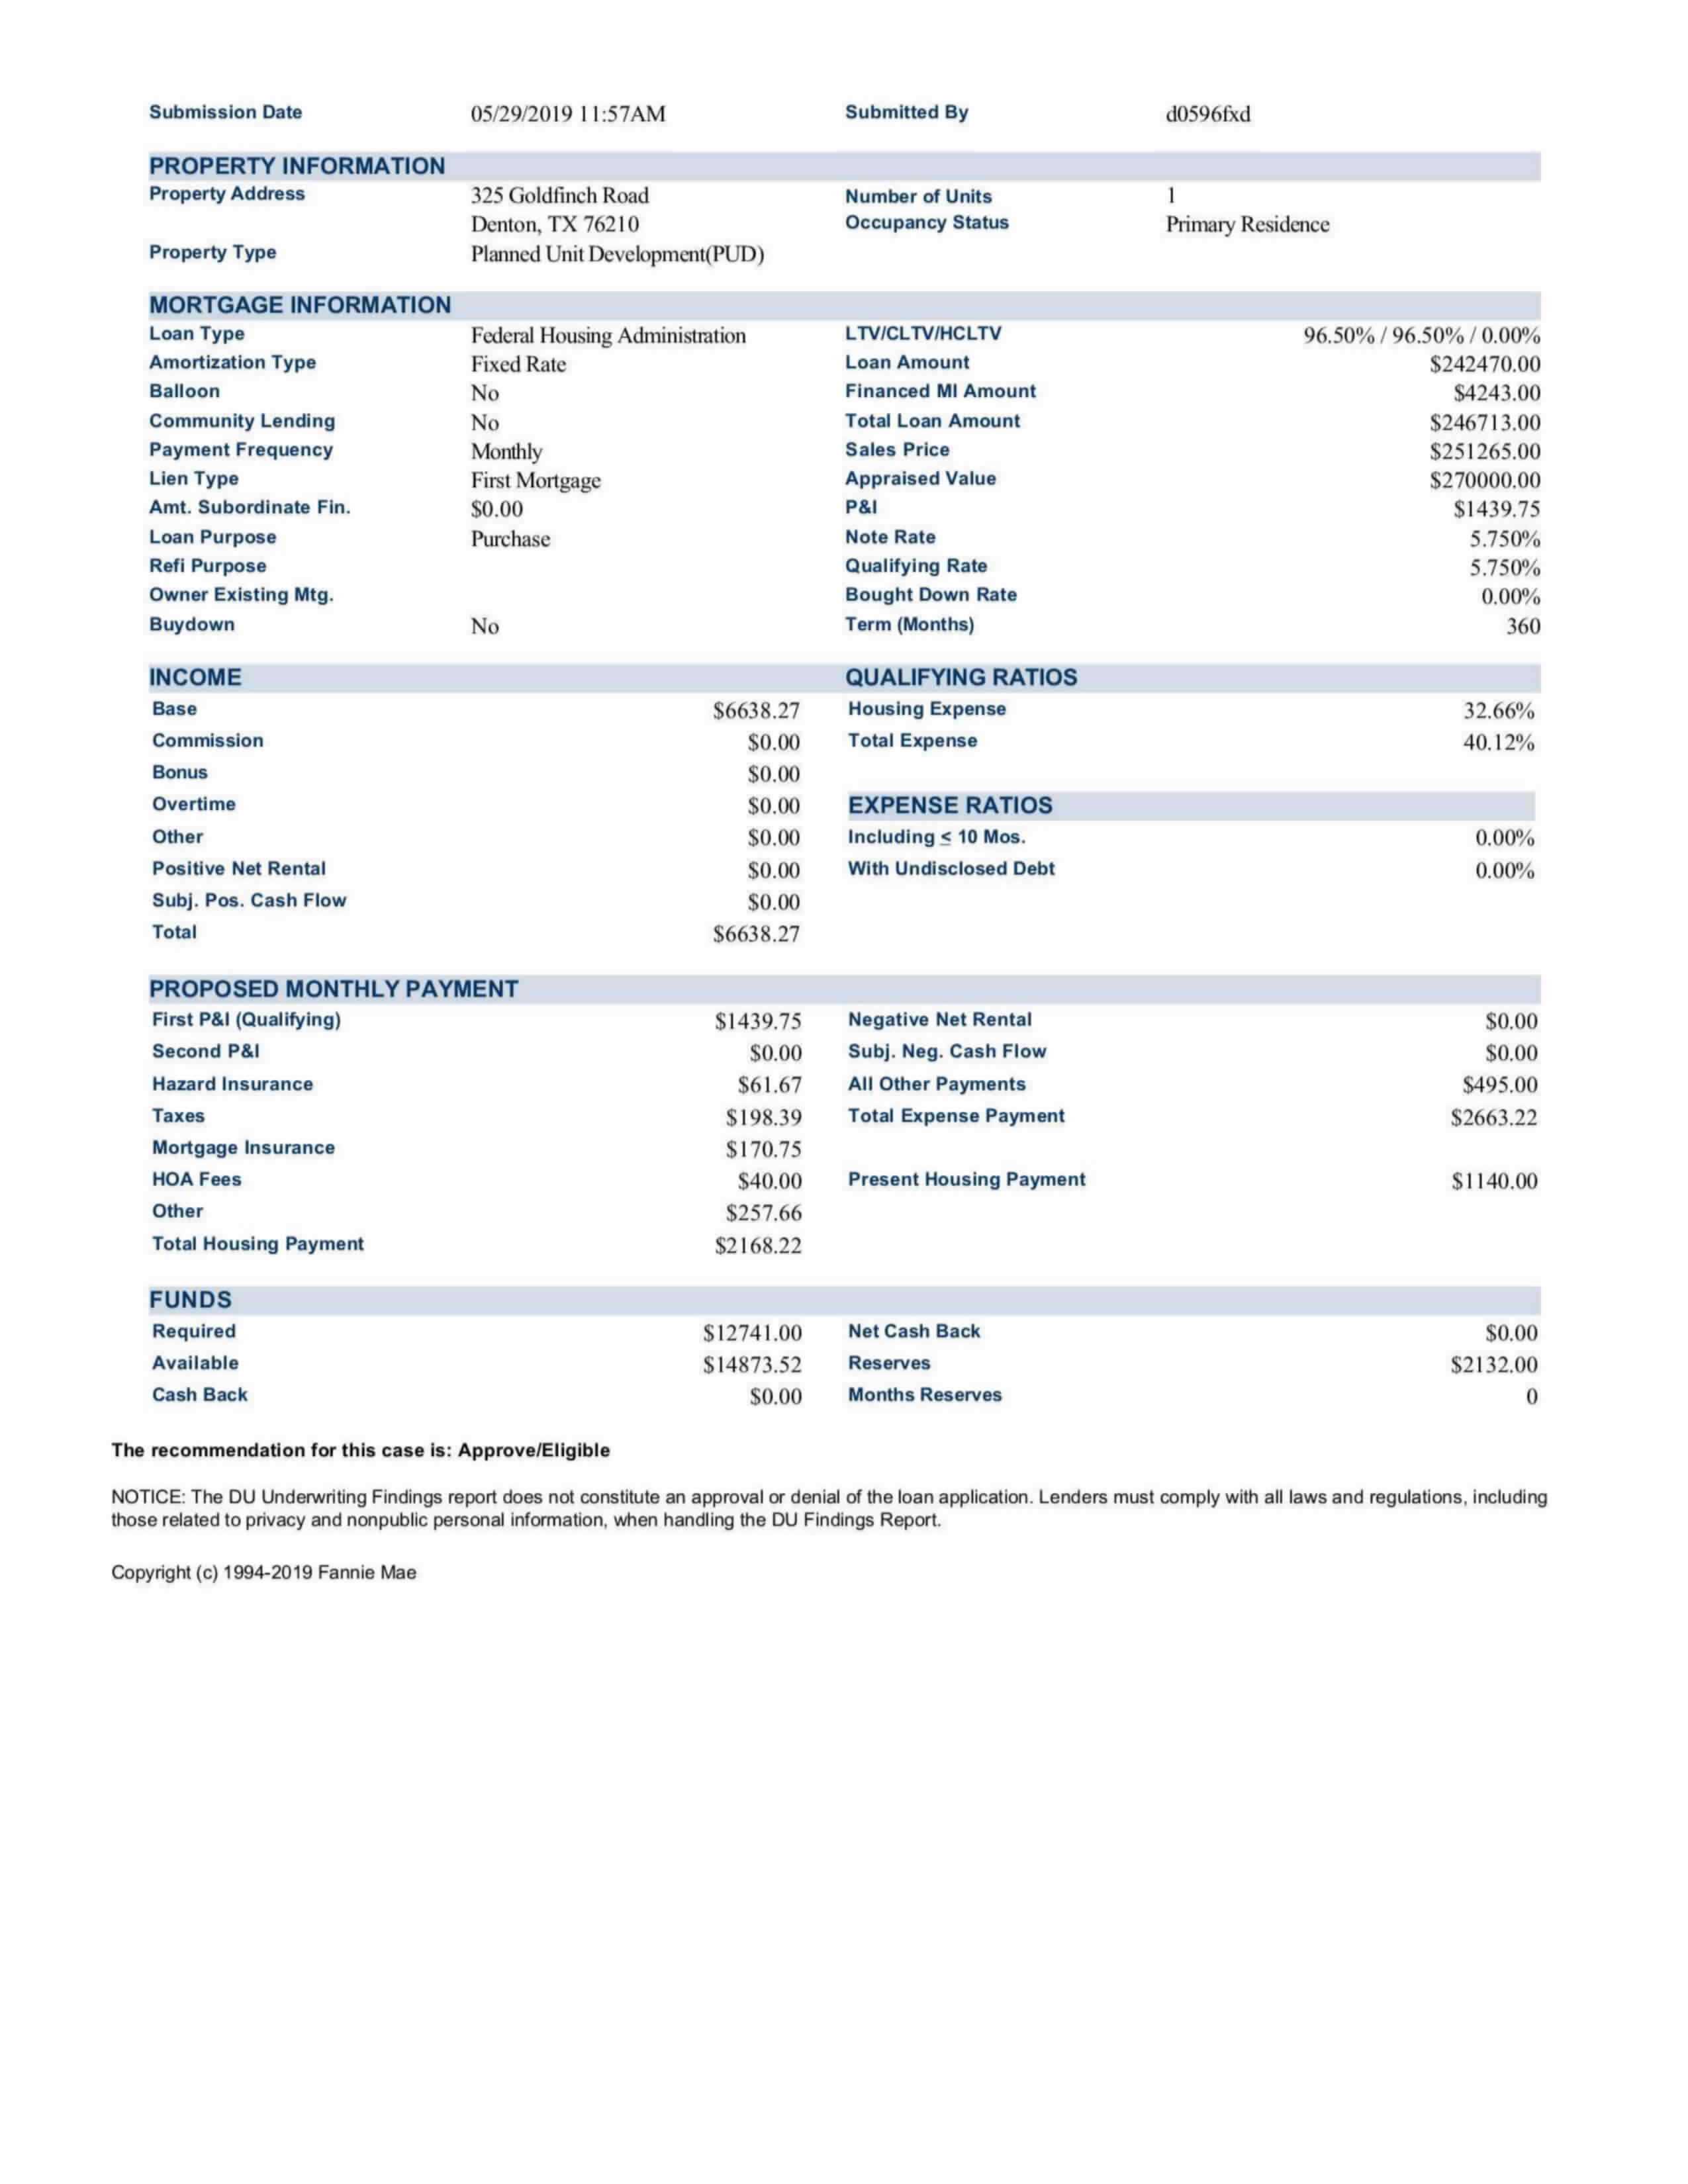 Submission Date 05/29/2019 11:57AM Submitted By d0596fxd
PROPERTY INFORMATION
Property Address 325 Goldfinch Road Number of Units 1
Denton, TX 76210 Occupancy Status Primary Residence
Property Type Planned Unit Development(PUD)
MORTGAGE INFORMATION
Loan Type Federal Housing Administration LTV/CLTV/HCLTV 96.50% / 96.50% / 0.00%
Amortization Type Fixed Rate Loan Amount $242470.00
Balloon No Financed MI Amount $4243.00
Community Lending No Total Loan Amount $246713.00
Payment Frequency Monthly Sales Price $251265.00
Lien Type First Mortgage Appraised Value $270000.00
Amt. Subordinate Fin. $0.00 P&I $1439.75
Loan Purpose Purchase Note Rate 5.750%
Refi Purpose Qualifying Rate 5.750%
Owner Existing Mtg. Bought Down Rate 0.00%
Buydown No Term (Months) 360
INCOME QUALIFYING RATIOS
Base $6638.27 Housing Expense 32.66%
Commission $0.00 Total Expense 40.12%
Bonus $0.00
Overtime $0.00 EXPENSE RATIOS
Other $0.00 Including ≤ 10 Mos. 0.00%
Positive Net Rental $0.00 With Undisclosed Debt 0.00%
Subj. Pos. Cash Flow $0.00
Total $6638.27
PROPOSED MONTHLY PAYMENT
First P&I (Qualifying) $1439.75 Negative Net Rental $0.00
Second P&I $0.00 Subj. Neg. Cash Flow $0.00
Hazard Insurance $61.67 All Other Payments $495.00
Taxes $198.39 Total Expense Payment $2663.22
Mortgage Insurance $170.75
HOA Fees $40.00 Present Housing Payment $1140.00
Other $257.66
Total Housing Payment $2168.22
FUNDS
Required $12741.00 Net Cash Back $0.00
Available $14873.52 Reserves $2132.00
Cash Back $0.00 Months Reserves 0
The recommendation for this case is: Approve/Eligible
NOTICE: The DU Underwriting Findings report does not constitute an approval or denial of the loan application. Lenders must comply with all laws and regulations, including
those related to privacy and nonpublic personal information, when handling the DU Findings Report.
Copyright (c) 1994-2019 Fannie Mae